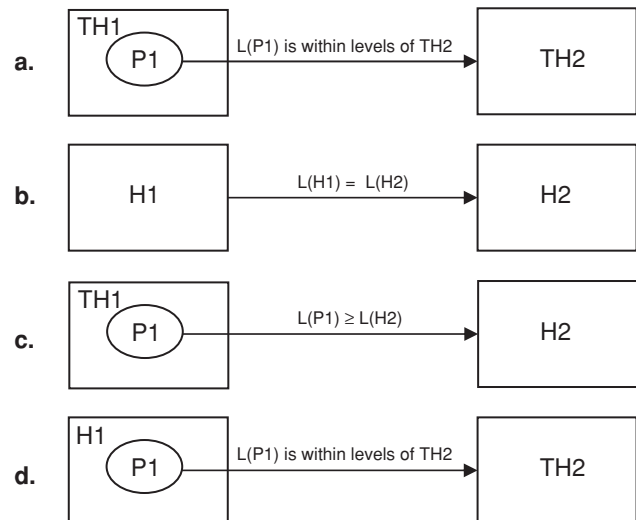 a.
TH1
P1
L(P1) is within levels of TH2
TH2
b.
H1
L(H1) = L(H2)
H2
c.
TH1
P1
L(P1) ≥ L(H2)
H2
d.
H1
P1
L(P1) is within levels of TH2
TH2